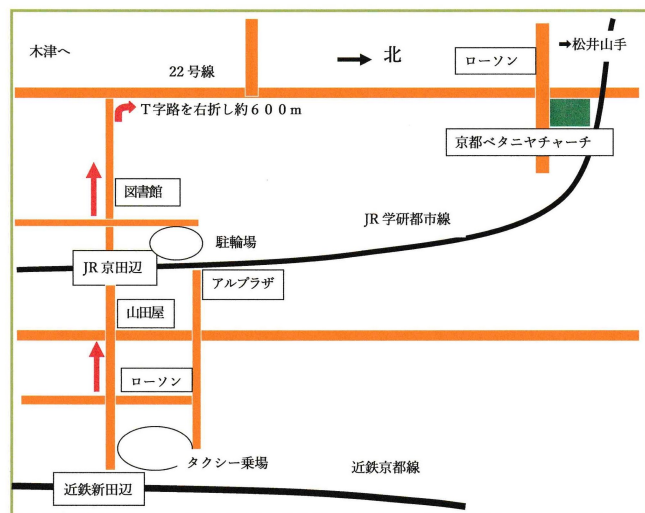 木津へ
➡ 北
ローソン
➡松井山手
22号線
T字路を右折し約600m
京都ベタニヤチャーチ
図書館
JR学研都市線
駐輪場
JR京田辺
アルプラザ
山田屋
ローソン
タクシー乗場
近鉄京都線
近鉄新田辺